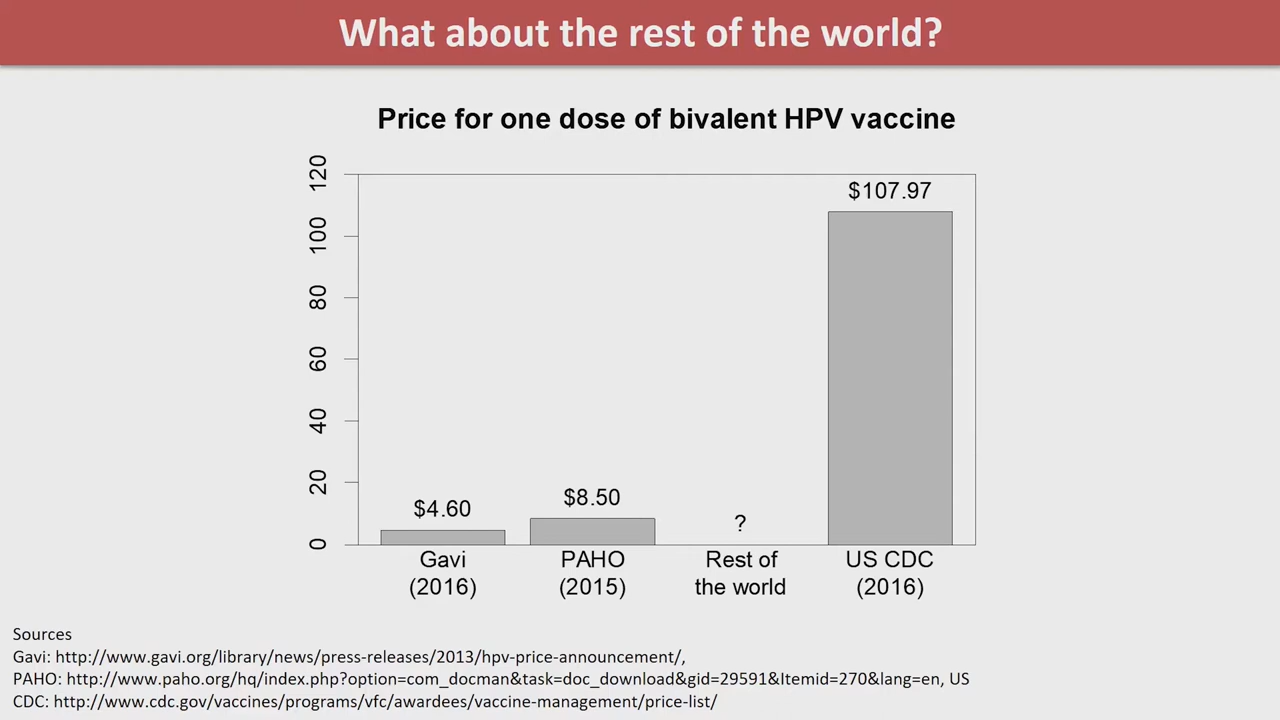 What about the rest of the world?
Price for one dose of bivalent HPV vaccine
120
100
80
60
40
20
0
$4.60
$8.50
?
$107.97
Gavi
(2016)
PAHO
(2015)
Rest of
the world
US CDC
(2016)
Sources
Gavi: http://www.gavi.org/library/news/press-releases/2013/hpv-price-announcement/,
PAHO: http://www.paho.org/hq/index.php?option=com_docman&task=doc_download&gid=29591&Itemid=270&lang=en, US
CDC: http://www.cdc.gov/vaccines/programs/vfc/awardees/vaccine-management/price-list/